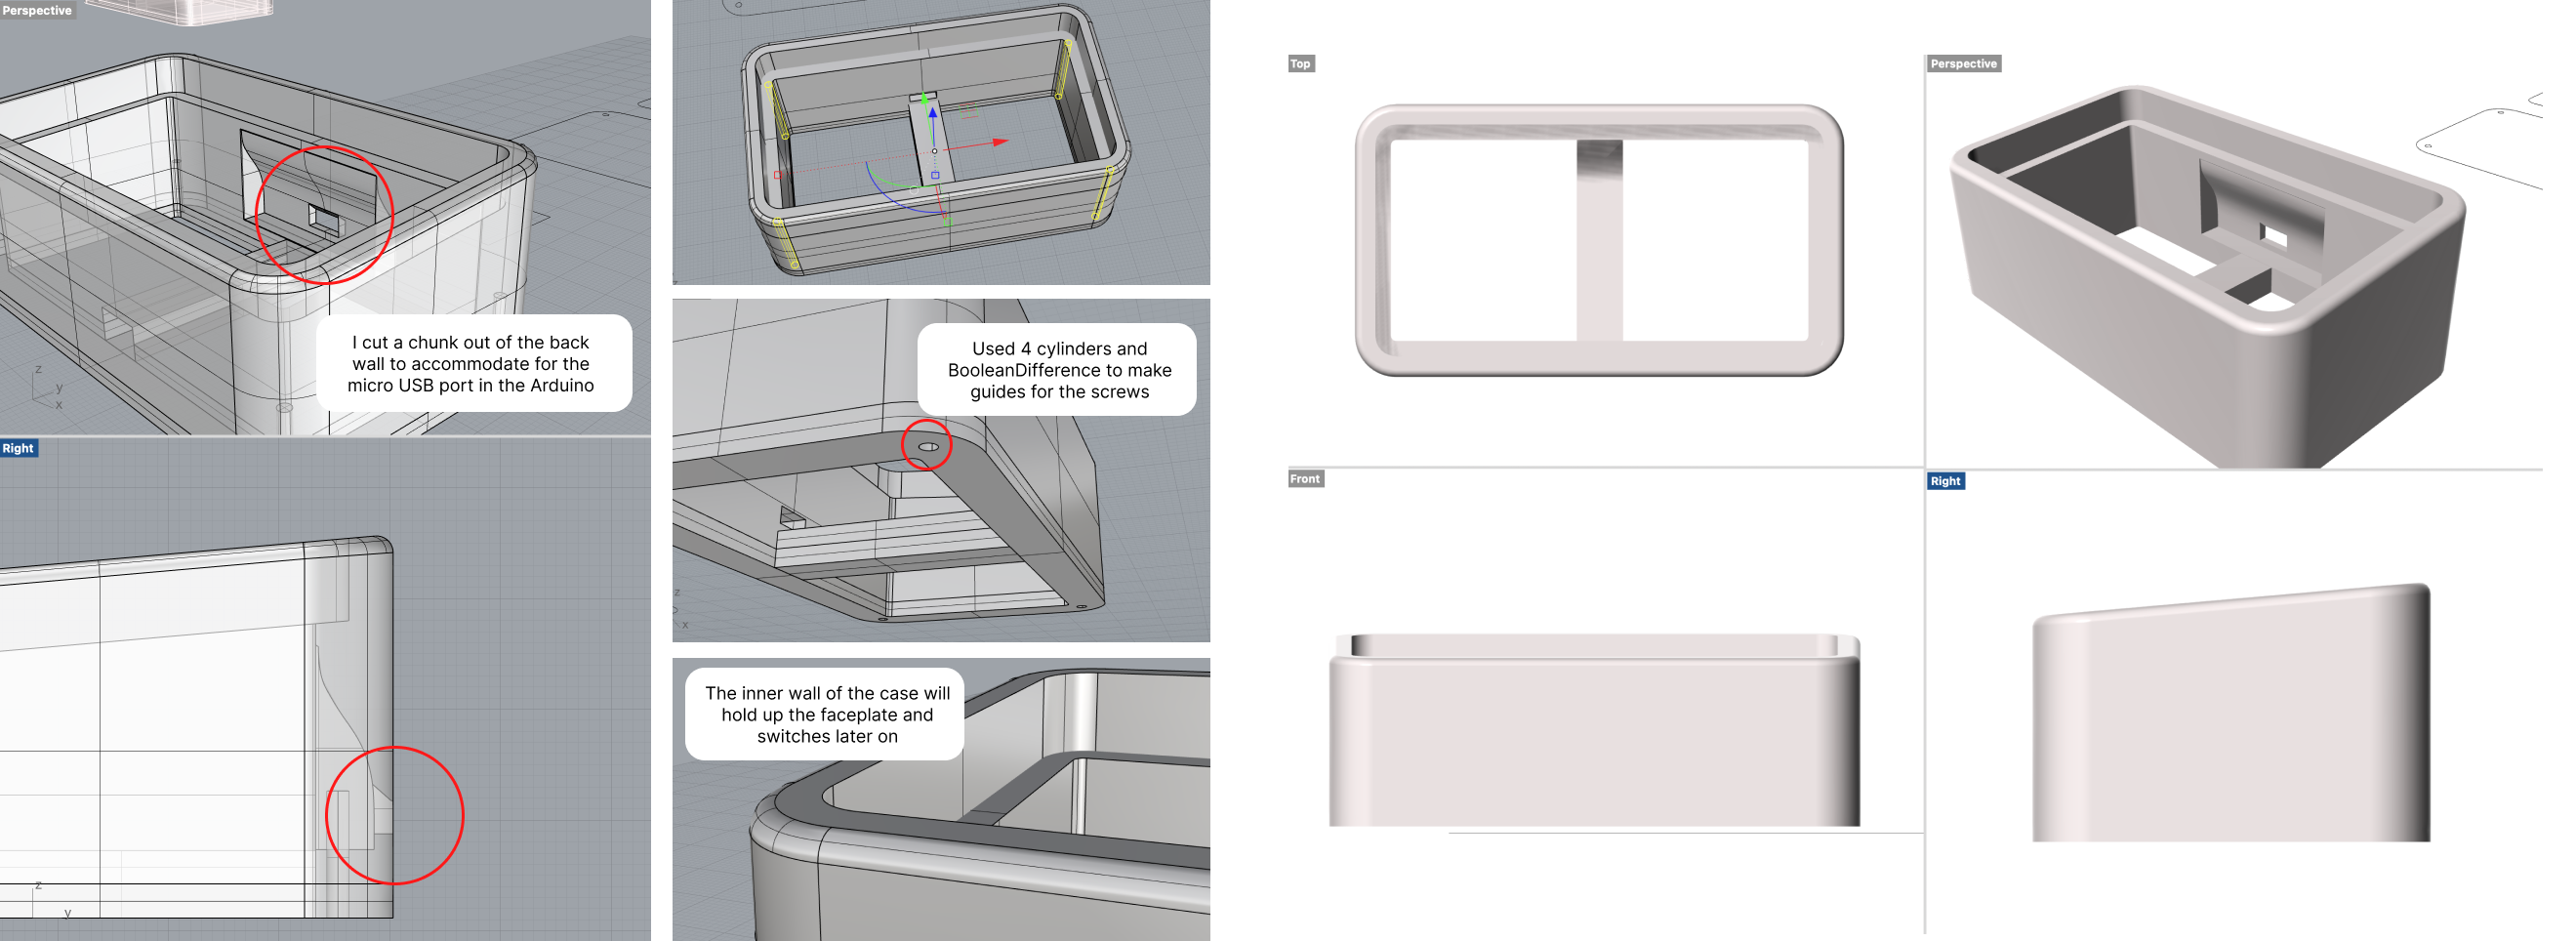 Perspective
I cut a chunk out of the back
wall to accommodate for the
micro USB port in the Arduino
z
y
x
Right
z
y
Used 4 cylinders and
BooleanDifference to make
guides for the screws
z
x
The inner wall of the case will
hold up the faceplate and
switches later on
Top
Perspective
Front
Right